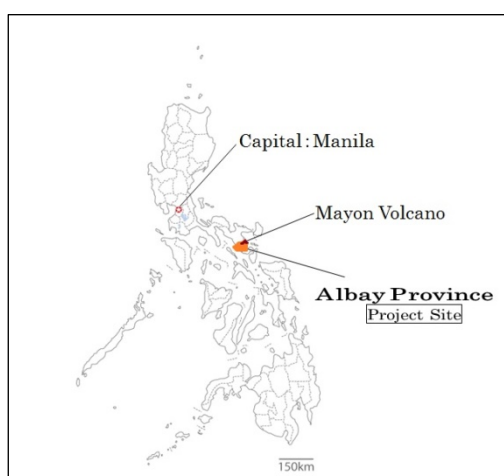 Capital : Manila
Mayon Volcano
Albay Province
Project Site
150km